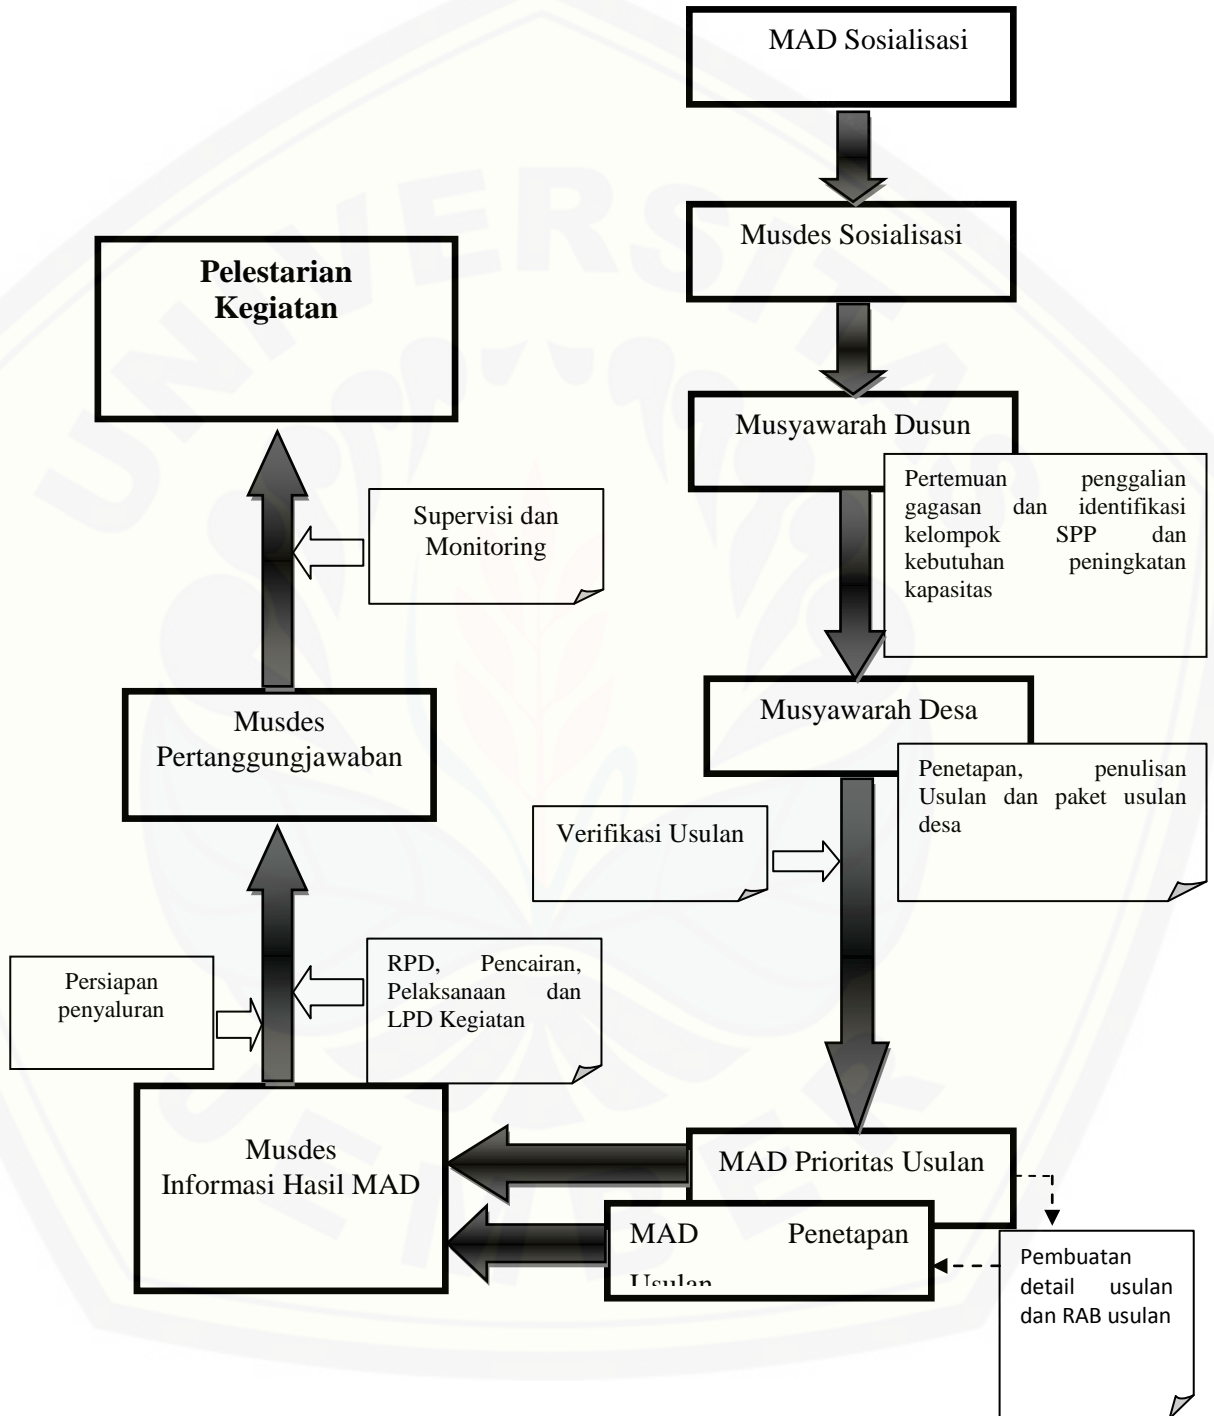 MAD Sosialisasi
Musdes Sosialisasi
Pelestarian
Kegiatan
Musyawarah Dusun
Pertemuan penggalian
gagasan dan identifikasi
kelompok SPP dan
kebutuhan peningkatan
kapasitas
Supervisi dan
Monitoring
Musyawarah Desa
Penetapan, penulisan
Usulan dan paket usulan
desa
Musdes
Pertanggungjawaban
Verifikasi Usulan
RPD, Pencairan,
Pelaksanaan dan
LPD Kegiatan
Persiapan
penyaluran
Musdes
Informasi Hasil MAD
MAD Prioritas Usulan
MAD Penetapan
Usulan
Pembuatan
detail usulan
dan RAB usulan
UNIVERSITAS
JEMBER